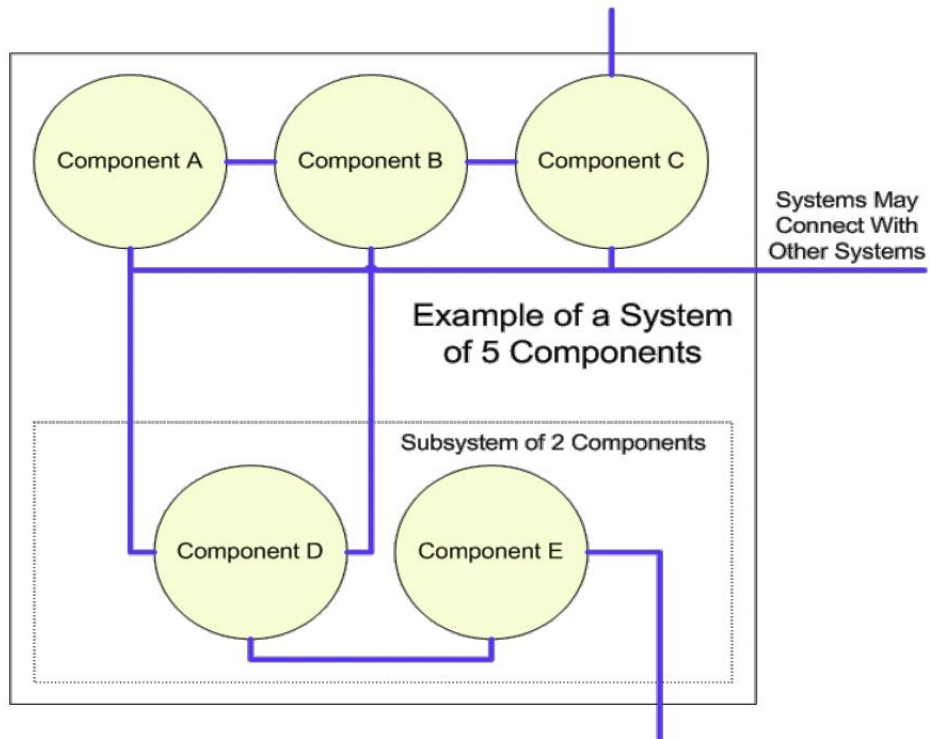 Component A
Component B
Component C
Systems May
Connect With
Other Systems
Example of a System
of 5 Components
Subsystem of 2 Components
Component D
Component E